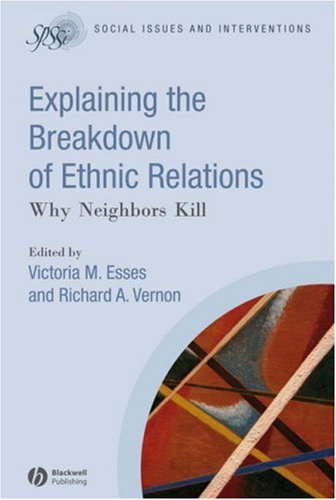 SPSSI
SOCIAL ISSUES AND INTERVENTIONS
Explaining the
Breakdown
of Ethnic Relations
Why Neighbors Kill
Edited by
Victoria M. Esses
and Richard A. Vernon
Blackwell
Publishing